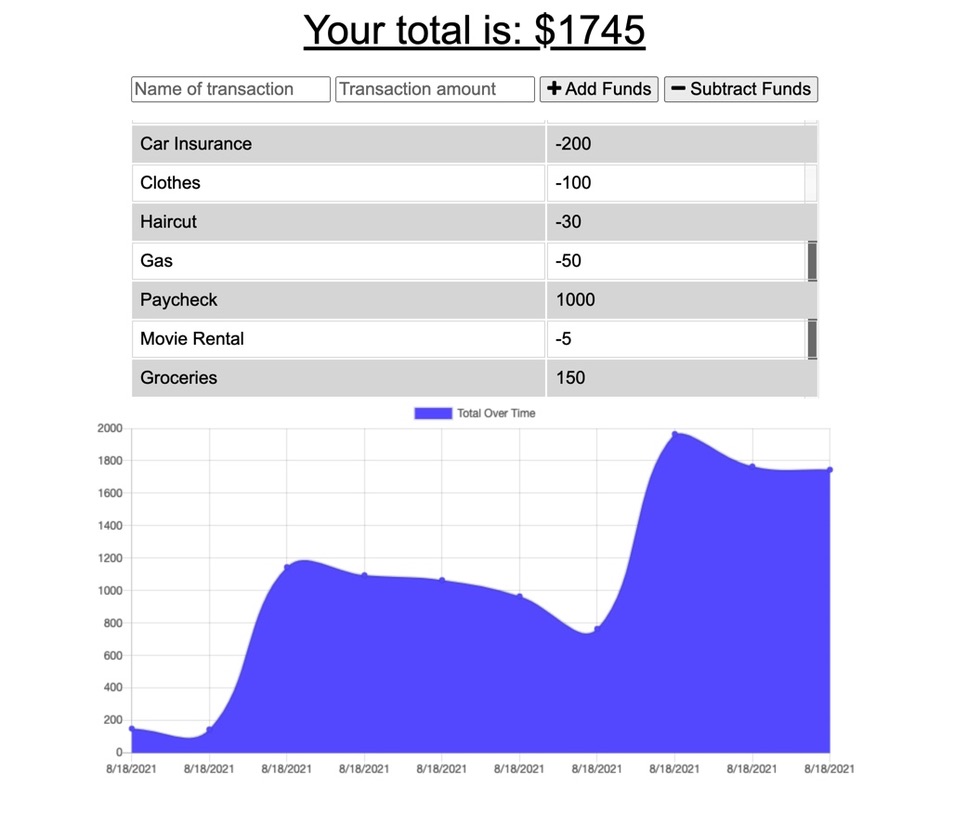 Your total is: $1745
Name of transaction Transaction amount + Add Funds − Subtract Funds
Car Insurance -200
Clothes -100
Haircut -30
Gas -50
Paycheck 1000
Movie Rental -5
Groceries 150
Total Over Time
2000
1800
1600
1400
1200
1000
800
600
400
200
0
8/18/2021 8/18/2021 8/18/2021 8/18/2021 8/18/2021 8/18/2021 8/18/2021 8/18/2021 8/18/2021 8/18/2021